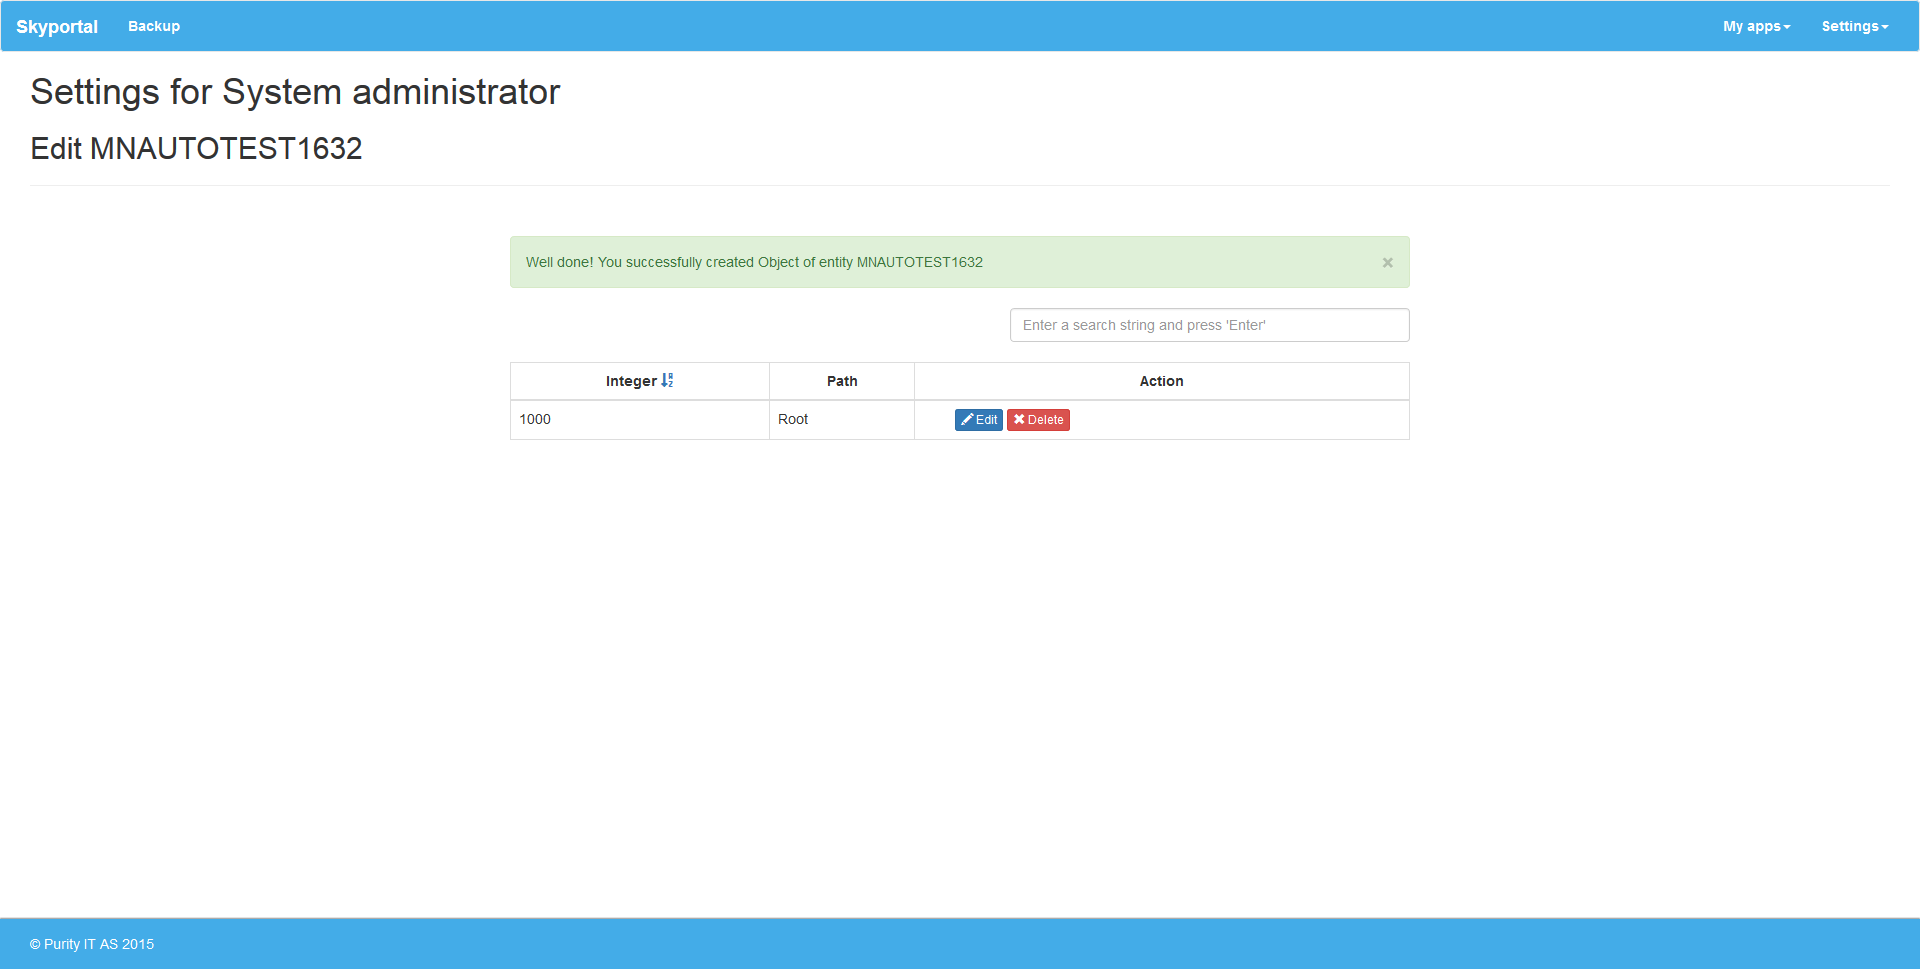 Skyportal Backup My apps Settings
Settings for System administrator
Edit MNAUTOTEST1632
Well done! You successfully created Object of entity MNAUTOTEST1632 ×
Enter a search string and press 'Enter'
Integer Path Action
1000 Root Edit Delete
© Purity IT AS 2015